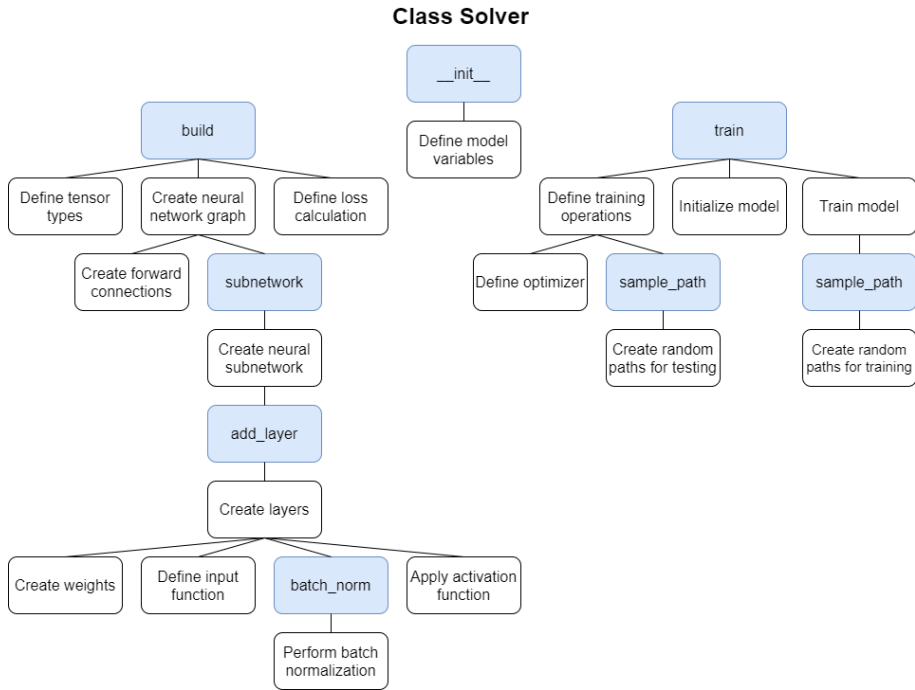 Class Solver
__init__
build
train
Define model
variables
Define tensor
types
Create neural
network graph
Define loss
calculation
Define training
operations
Initialize model
Train model
Create forward
connections
subnetwork
Define optimizer
sample_path
sample_path
Create neural
subnetwork
Create random
paths for testing
Create random
paths for training
add_layer
Create layers
Create weights
Define input
function
batch_norm
Apply activation
function
Perform batch
normalization